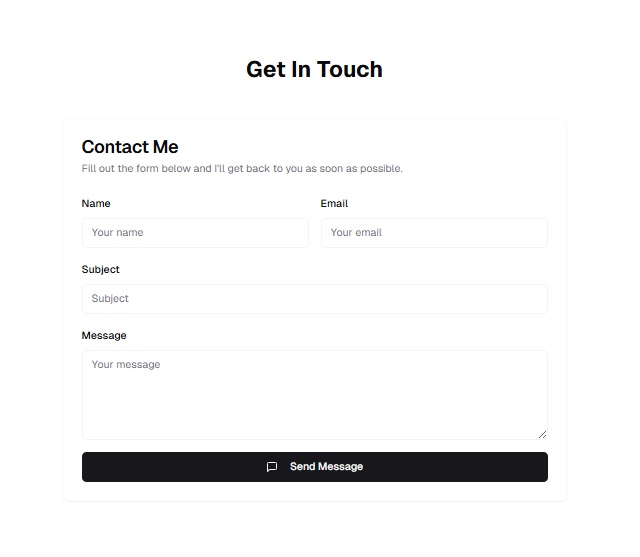 Get In Touch
Contact Me
Fill out the form below and I'll get back to you as soon as possible.
Name
Email
Your name
Your email
Subject
Subject
Message
Your message
Send Message